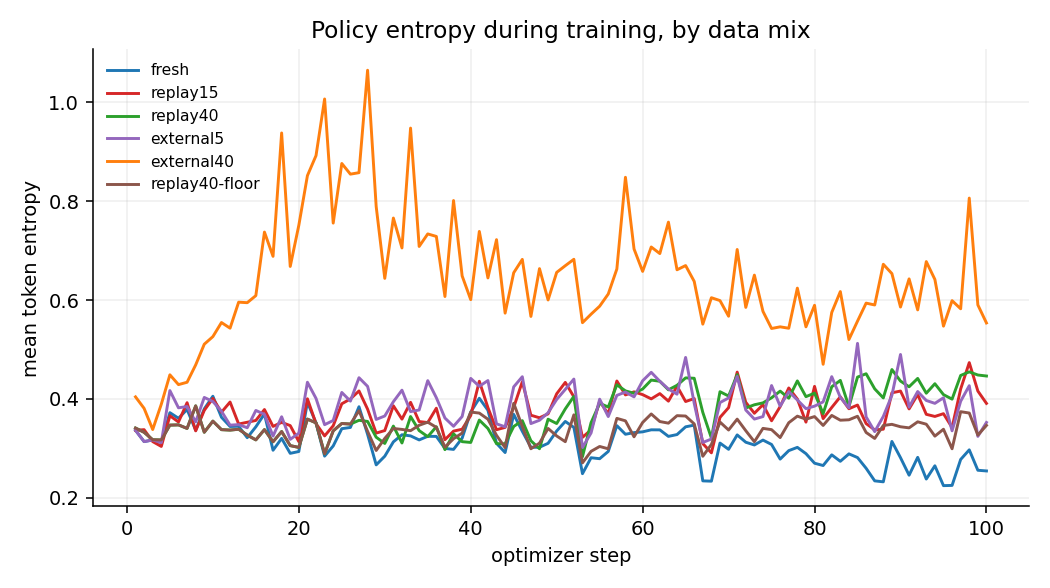 Policy entropy during training, by data mix
fresh
replay15
replay40
external5
external40
replay40-floor
mean token entropy
1.0
0.8
0.6
0.4
0.2
0
20
40
60
80
100
optimizer step